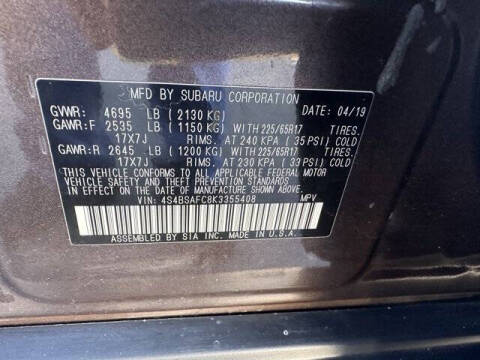 MFD BY SUBARU CORPORATION
GVWR: 4695 LB ( 2130 KG) DATE: 04/19
GAWR:F 2535 LB ( 1150 KG) WITH 225/65R17 TIRES.
17X7J RIMS. AT 240 KPA ( 35 PSI) COLD
GAWR:R 2645 LB ( 1200 KG) WITH 225/65R17 TIRES.
17X7J RIMS. AT 230 KPA ( 33 PSI) COLD
THIS VEHICLE CONFORMS TO ALL APPLICABLE FEDERAL MOTOR
VEHICLE SAFETY AND THEFT PREVENTION STANDARDS IN
EFFECT ON THE DATE OF MANUFACTURE SHOWN ABOVE.
VIN: 4S4BSAFC8K3355408 MPV
ASSEMBLED BY SIA INC. MADE IN U.S.A.